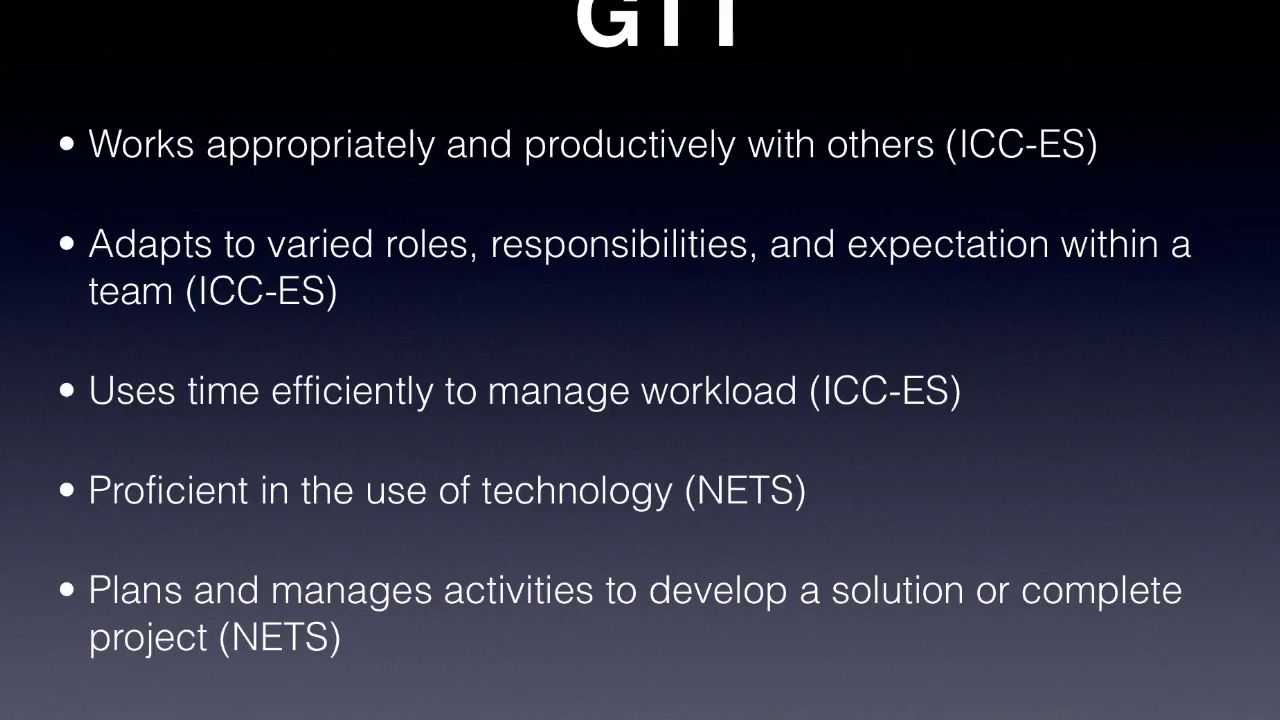 • Works appropriately and productively with others (ICC-ES)
• Adapts to varied roles, responsibilities, and expectation within a
team (ICC-ES)
• Uses time efficiently to manage workload (ICC-ES)
• Proficient in the use of technology (NETS)
• Plans and manages activities to develop a solution or complete
project (NETS)